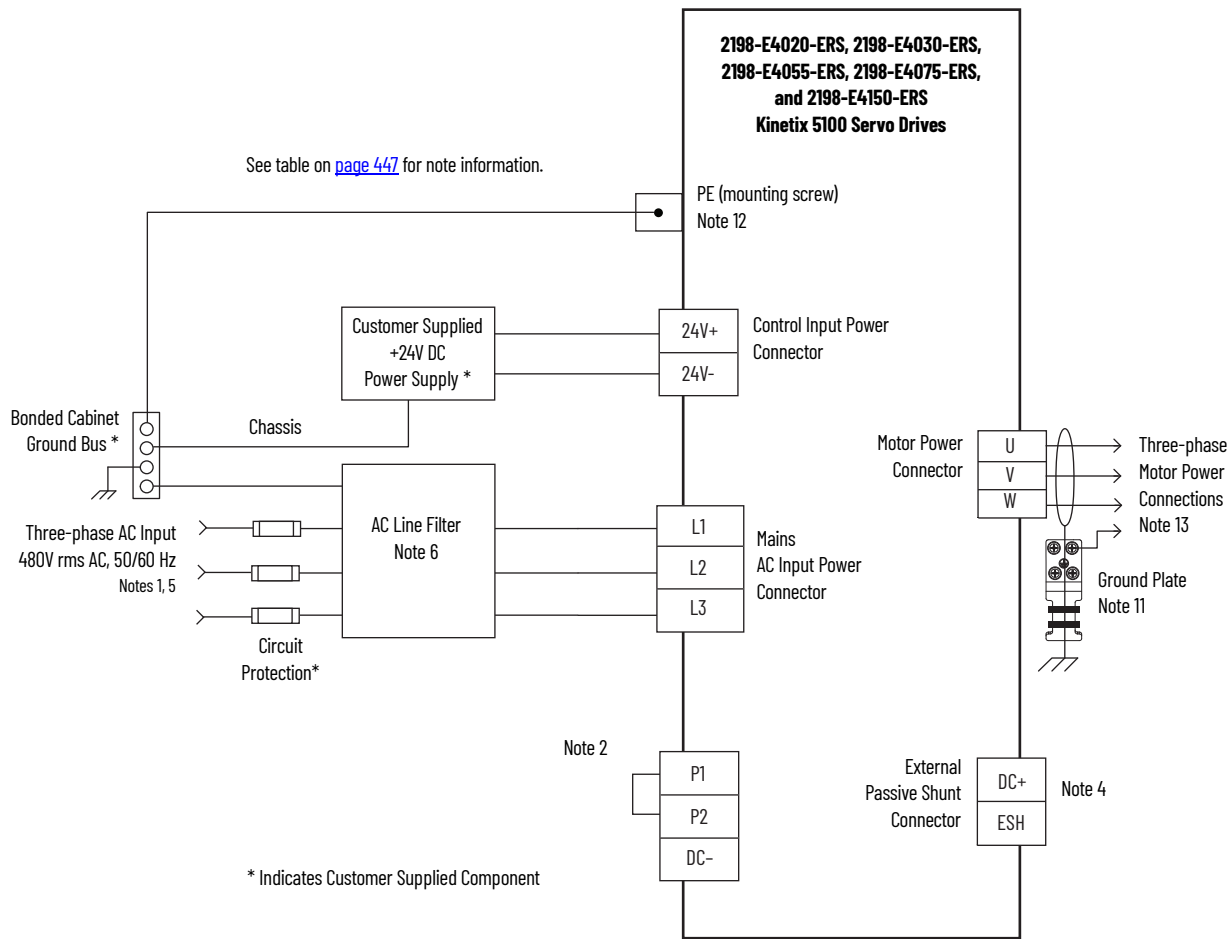 2198-E4020-ERS, 2198-E4030-ERS,
2198-E4055-ERS, 2198-E4075-ERS,
and 2198-E4150-ERS
Kinetix 5100 Servo Drives
See table on page 447 for note information.
PE (mounting screw)
Note 12
Customer Supplied
+24V DC
Power Supply *
24V+
24V-
Control Input Power
Connector
Bonded Cabinet
Ground Bus *
Chassis
Motor Power
Connector
U
V
W
Three-phase
Motor Power
Connections
Note 13
Three-phase AC Input
480V rms AC, 50/60 Hz
Notes 1, 5
AC Line Filter
Note 6
L1
L2
L3
Mains
AC Input Power
Connector
Ground Plate
Note 11
Circuit
Protection*
Note 2
P1
P2
DC–
External
Passive Shunt
Connector
DC+
ESH
Note 4
* Indicates Customer Supplied Component